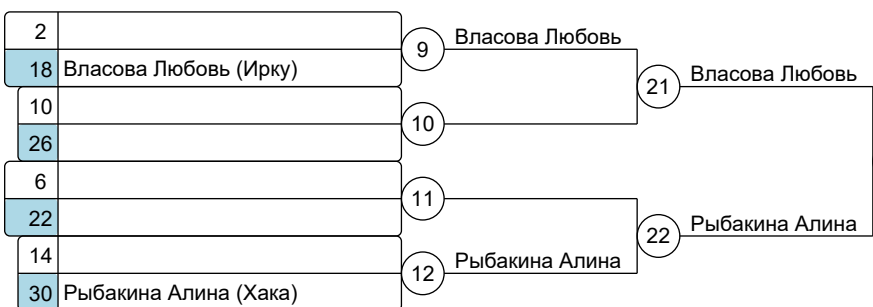 2
9 Власова Любовь
18 Власова Любовь (Ирку)
21 Власова Любовь
10
10
26
6
11
22
22 Рыбакина Алина
14
12 Рыбакина Алина
30 Рыбакина Алина (Хака)